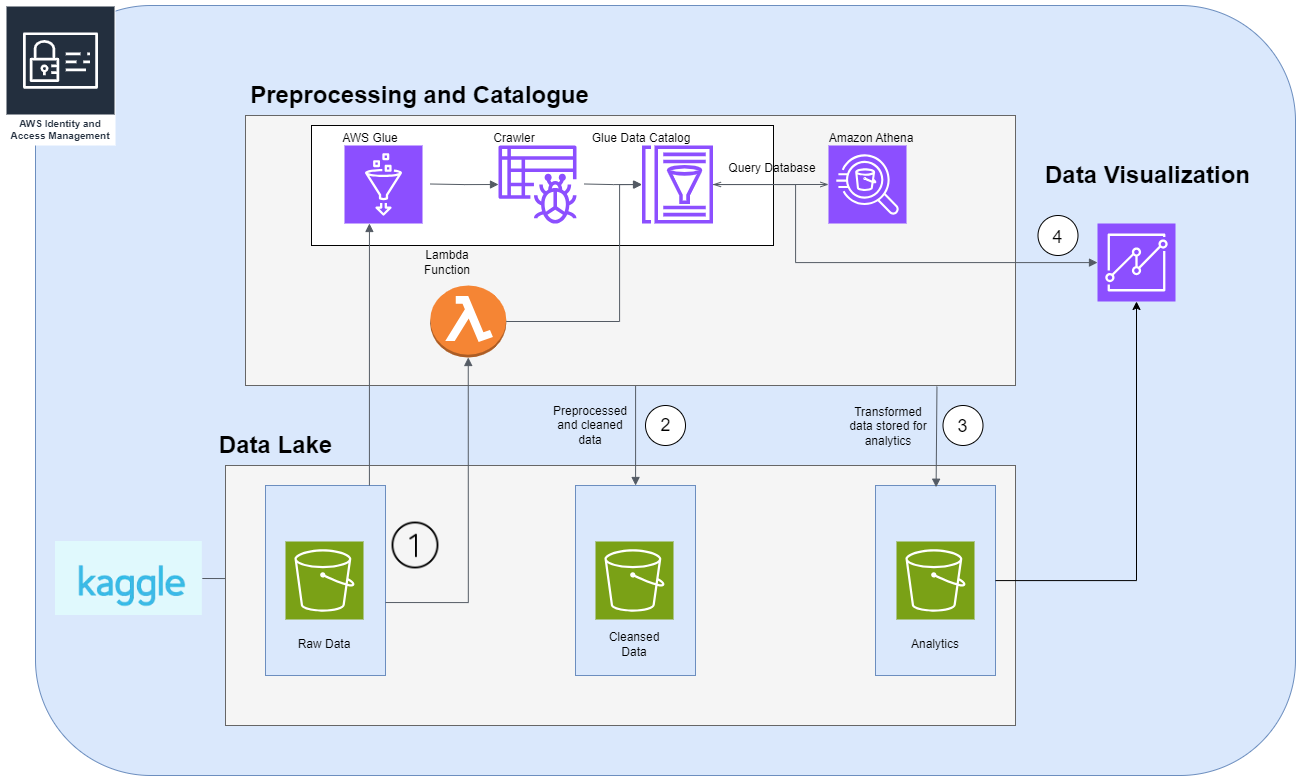 AWS Identity and
Access Management
Preprocessing and Catalogue
AWS Glue
Crawler
Glue Data Catalog
Query Database
Amazon Athena
Lambda
Function
Data Visualization
4
Preprocessed
and cleaned
data
2
Transformed
data stored for
analytics
3
Data Lake
1
kaggle
Raw Data
Cleansed
Data
Analytics